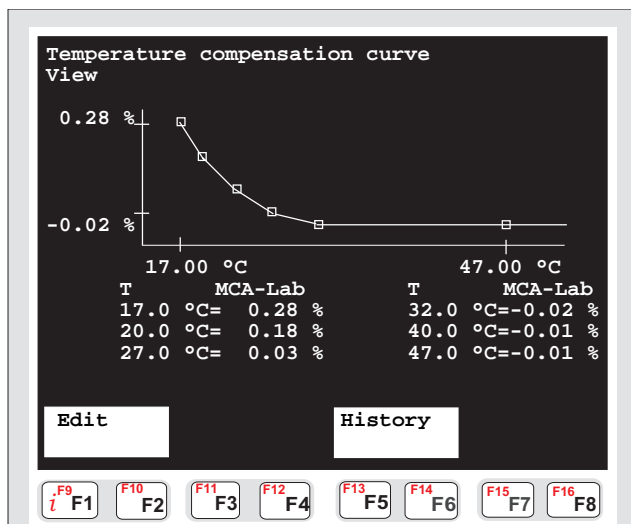 Temperature compensation curve
View
0.28 %
-0.02 %
17.00 °C 47.00 °C
T MCA-Lab T MCA-Lab
17.0 °C= 0.28 % 32.0 °C=-0.02 %
20.0 °C= 0.18 % 40.0 °C=-0.01 %
27.0 °C= 0.03 % 47.0 °C=-0.01 %
Edit History
F9 F10 F11 F12 F13 F14 F15 F16
i F1 F2 F3 F4 F5 F6 F7 F8